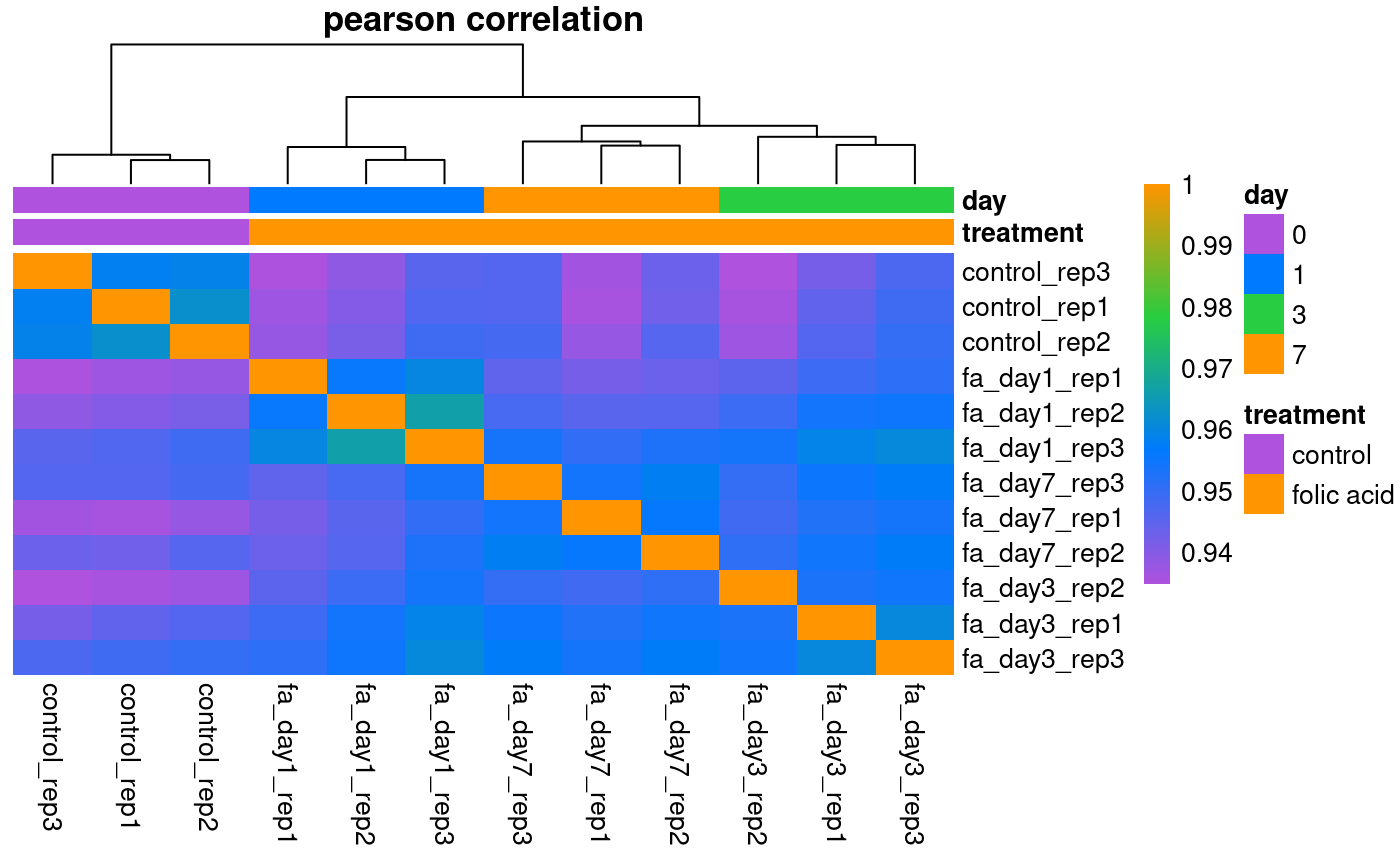 pearson correlation
day
treatment
control_rep3
control_rep1
control_rep2
fa_day1_rep1
fa_day1_rep2
fa_day1_rep3
fa_day7_rep3
fa_day7_rep1
fa_day7_rep2
fa_day3_rep2
fa_day3_rep1
fa_day3_rep3
control_rep3
control_rep1
control_rep2
fa_day1_rep1
fa_day1_rep2
fa_day1_rep3
fa_day7_rep3
fa_day7_rep1
fa_day7_rep2
fa_day3_rep2
fa_day3_rep1
fa_day3_rep3
1
0.99
0.98
0.97
0.96
0.95
0.94
day
0
1
3
7
treatment
control
folic acid